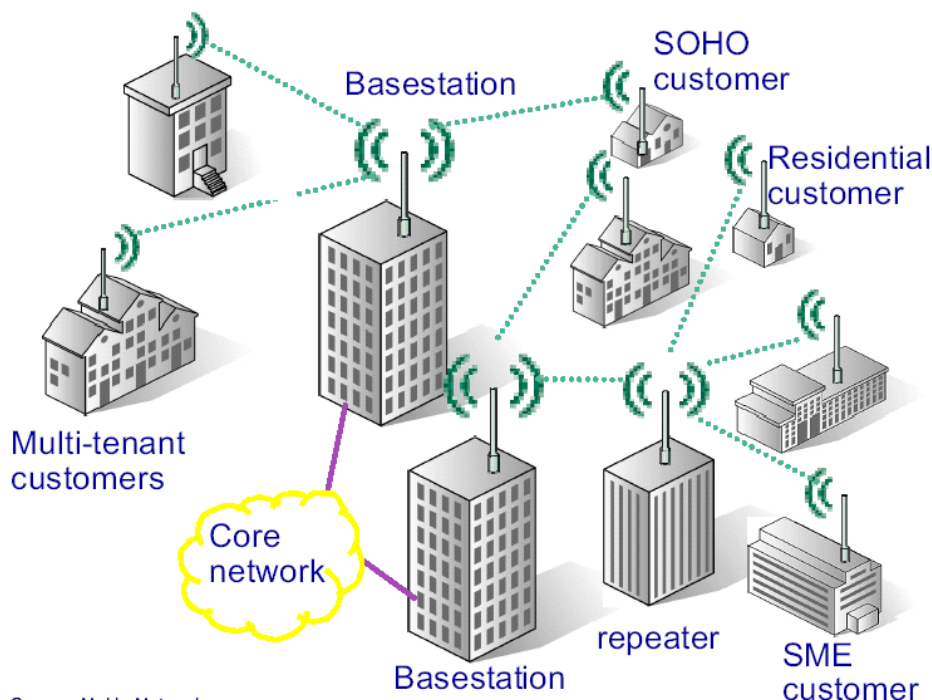 SOHO
customer
Basestation
Residential
customer
Multi-tenant
customers
Core
network
repeater
Basestation
SME
customer